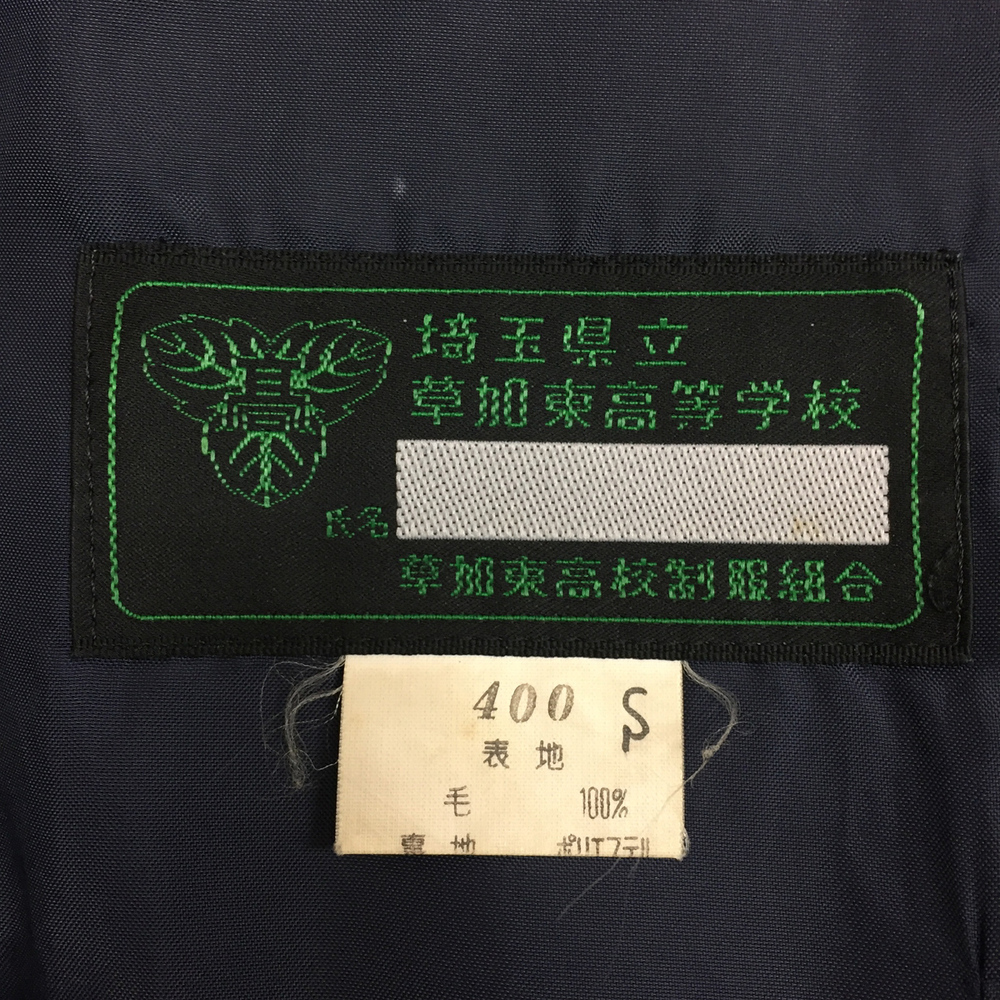 埼玉県立
草加東高等学校
氏名
草加東高校制服組合
400 S
表地
毛 100%
裏地 ポリエステル